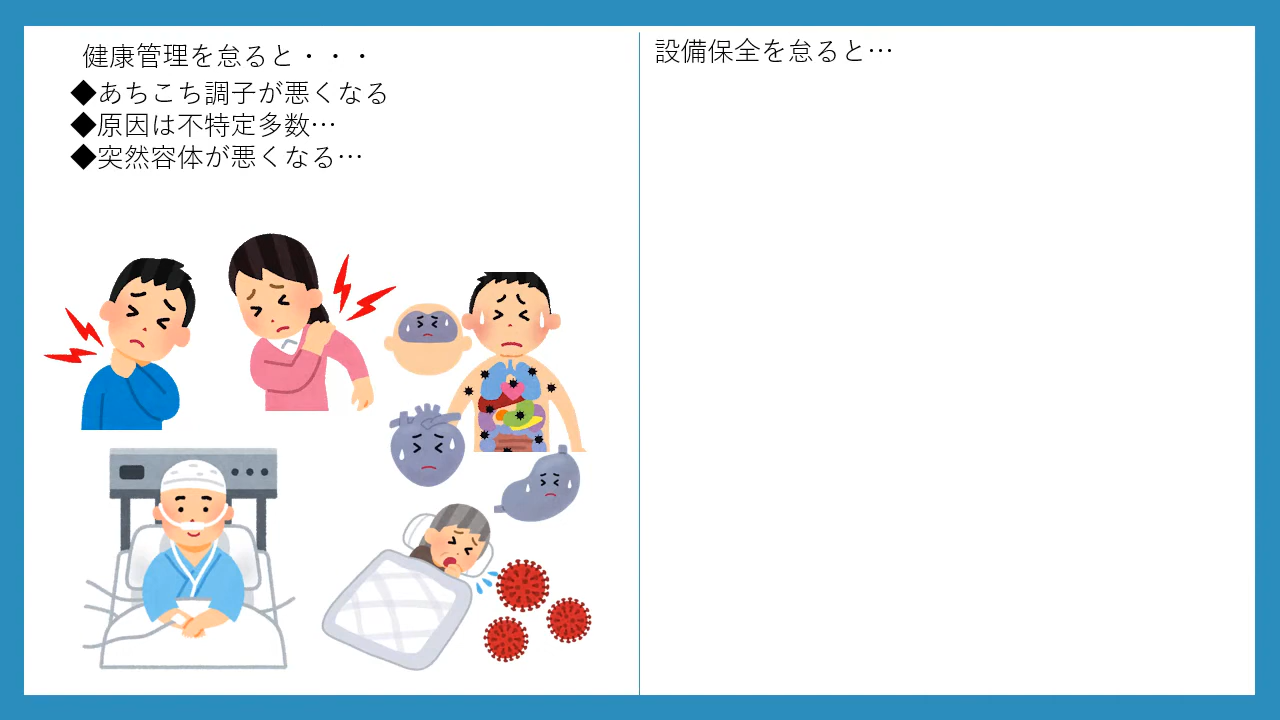 健康管理を怠ると・・・
◆あちこち調子が悪くなる
◆原因は不特定多数…
◆突然容体が悪くなる…
設備保全を怠ると…